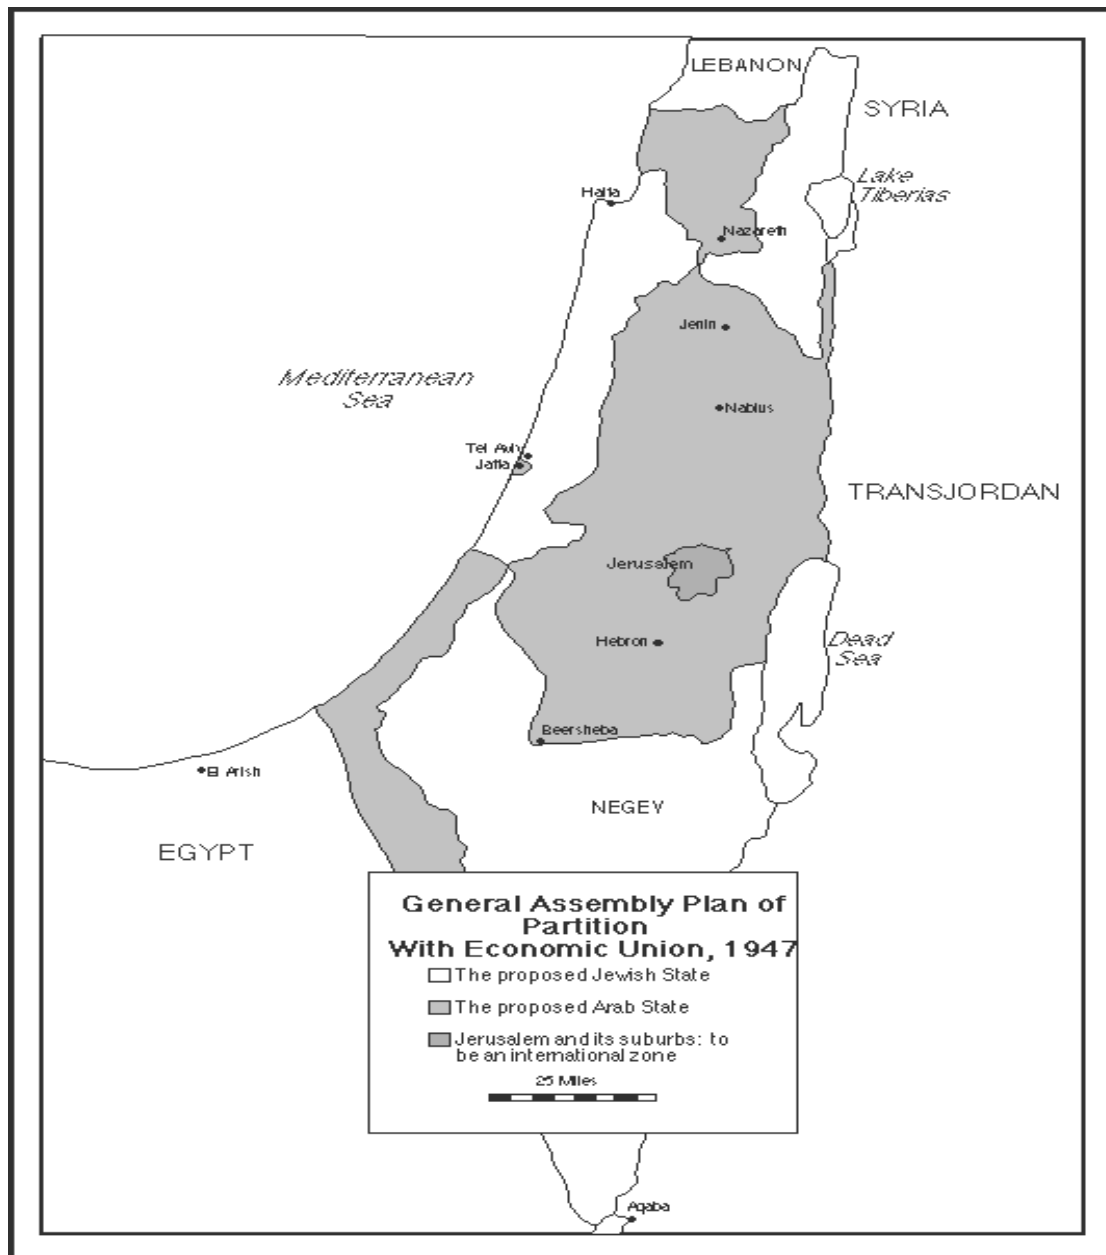 LEBANON
SYRIA
Lake
Tiberias
Haifa
Nazareth
Jenin
Mediterranean
Sea
Nablus
Tel Aviv
Jaffa
TRANSJORDAN
Jerusalem
Hebron
Dead
Sea
Beersheba
El Arish
NEGEV
EGYPT
General Assembly Plan of
Partition
With Economic Union, 1947
The proposed Jewish State
The proposed Arab State
Jerusalem and its suburbs: to
be an international zone
25 Miles
Aqaba